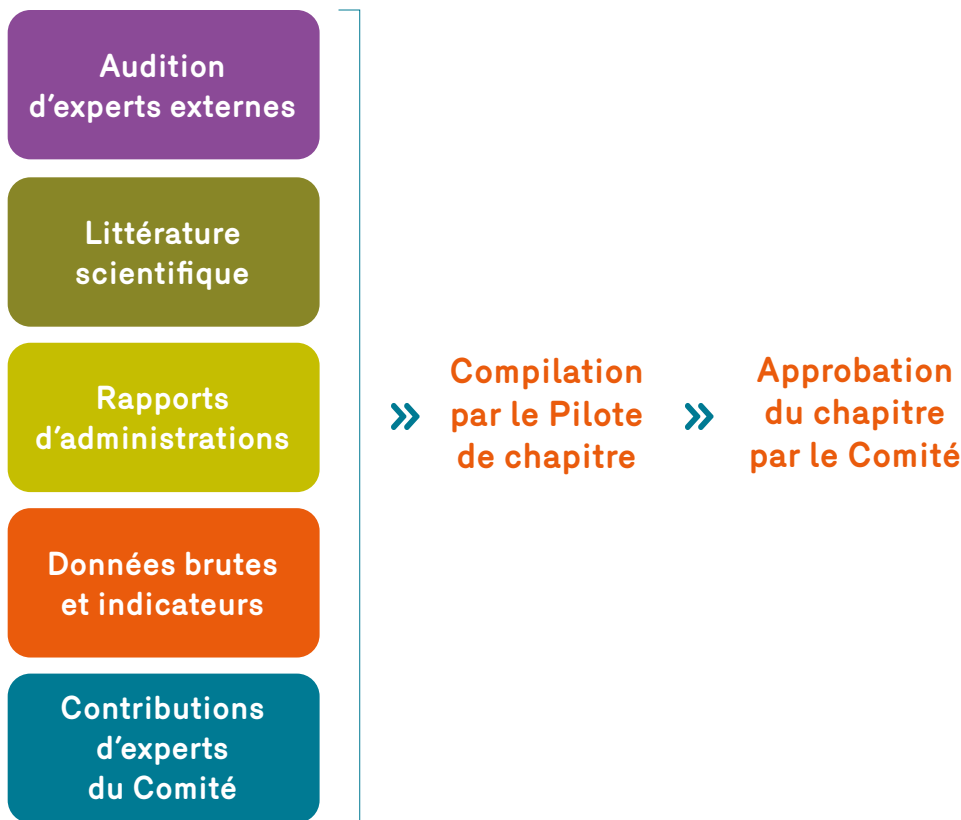 Audition
d’experts externes
Littérature
scientifique
Rapports
d’administrations
Données brutes
et indicateurs
Contributions
d’experts
du Comité
»
Compilation
par le Pilote
de chapitre
»
Approbation
du chapitre
par le Comité